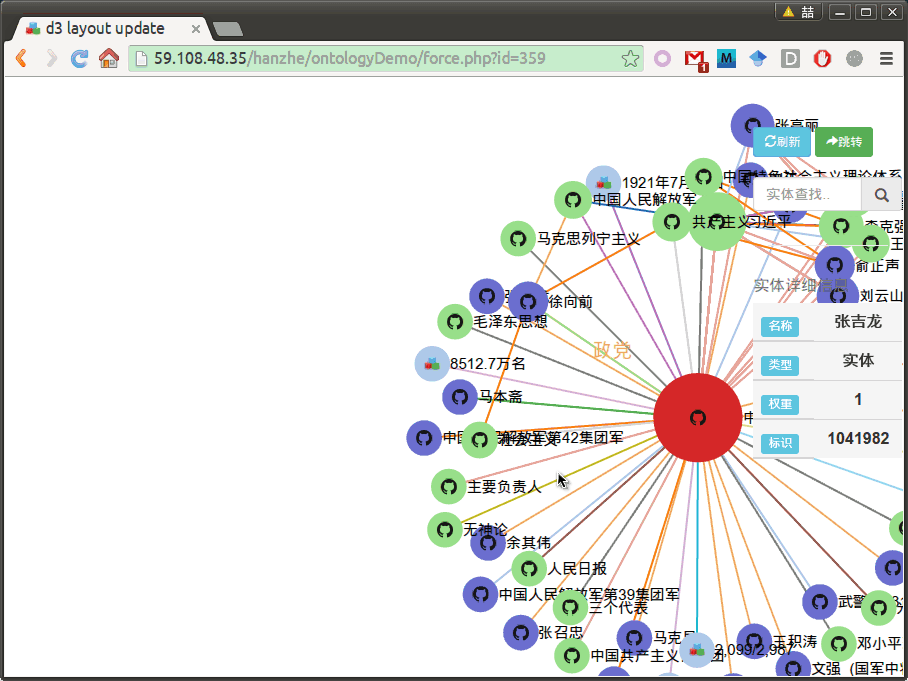 喆
d3 layout update
59.108.48.35/hanzhe/ontologyDemo/force.php?id=359
1
M
D
张高丽
刷新
跳转
中国特色社会主义理论体系
1921年7月
中国人民解放军
实体查找..
共产主义
习近平
李克强
马克思列宁主义
王
俞正声
实体详细信息
刘云山
徐向前
毛泽东思想
名称
张吉龙
政党
8512.7万名
类型
实体
马本斋
权重
1
中
中国人民解放军第42集团军
社会主义
标识
1041982
主要负责人
无神论
余其伟
人民日报
中国人民解放军第39集团军
三个代表
武警
张召忠
马克思
王积涛
邓小平
2,099/2,987
中国共产主义
团
文强（国军中将